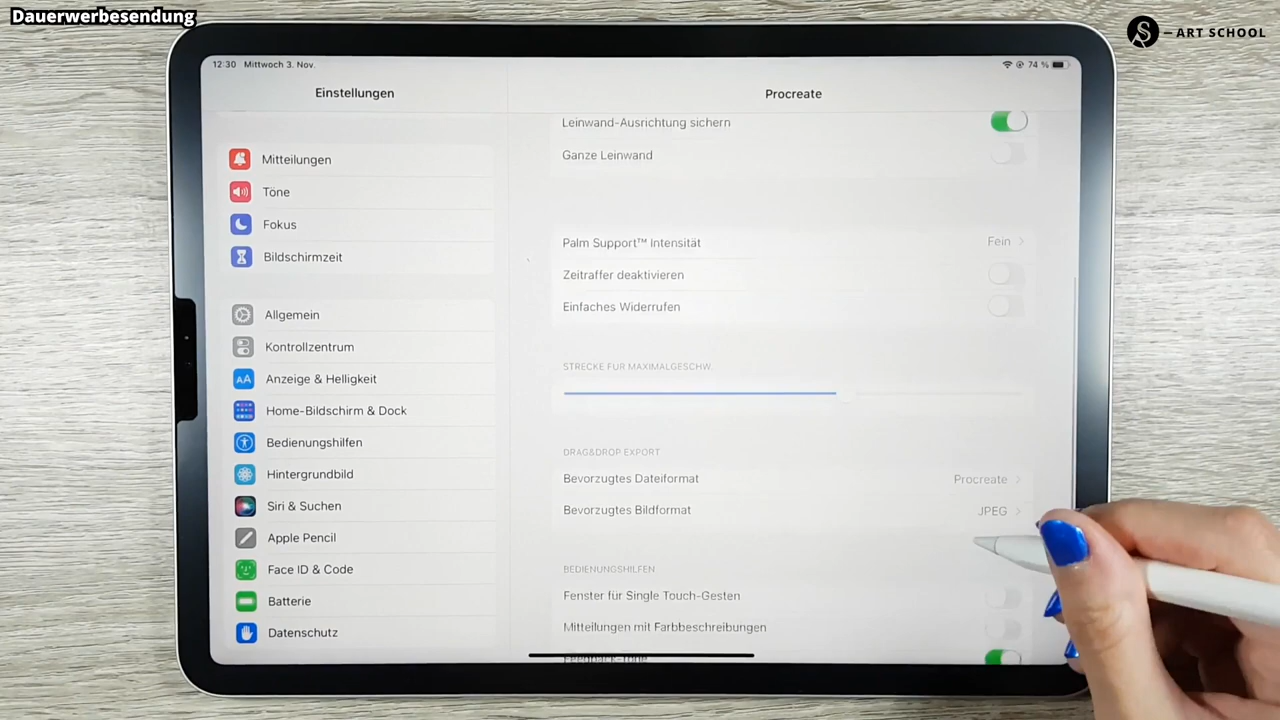 Dauerwerbesendung
ART SCHOOL
12:30 Mittwoch 3. Nov.
74 %
Einstellungen
Mitteilungen
Töne
Fokus
Bildschirmzeit
Allgemein
Kontrollzentrum
AA Anzeige & Helligkeit
Home-Bildschirm & Dock
Bedienungshilfen
Hintergrundbild
Siri & Suchen
Apple Pencil
Face ID & Code
Batterie
Datenschutz
Procreate
Leinwand-Ausrichtung sichern
Ganze Leinwand
Palm Support™ Intensität Fein
Zeitraffer deaktivieren
Einfaches Widerrufen
STRECKE FÜR MAXIMALGESCHW.
DRAG&DROP EXPORT
Bevorzugtes Dateiformat Procreate
Bevorzugtes Bildformat JPEG
BEDIENUNGSHILFEN
Fenster für Single Touch-Gesten
Mitteilungen mit Farbbeschreibungen
Feedback-Töne